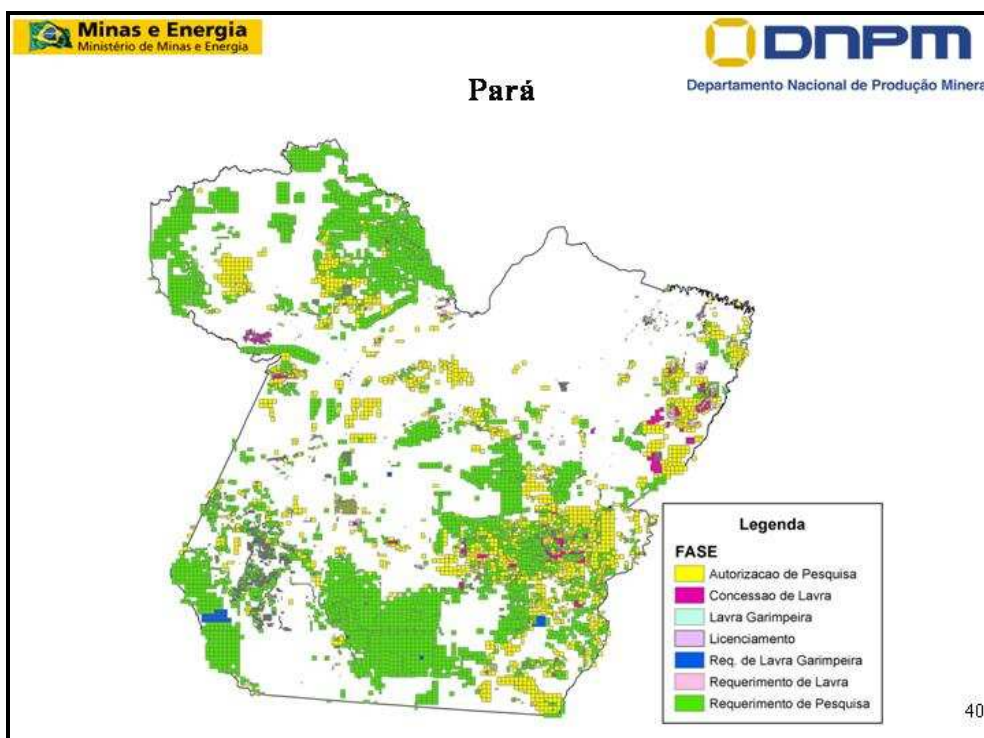 Minas e Energia
Ministério de Minas e Energia
DNPM
Departamento Nacional de Produção Minera
Pará
Legenda
FASE
Autorizacao de Pesquisa
Concessao de Lavra
Lavra Garimpeira
Licenciamento
Req. de Lavra Garimpeira
Requerimento de Lavra
Requerimento de Pesquisa
40